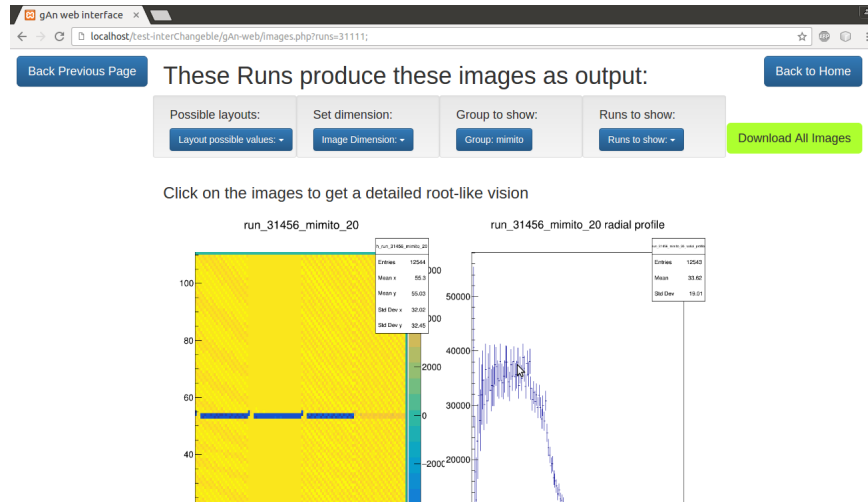 gAn web interface
localhost/test-interChangeble/gAn-web/images.php?runs=31111;
Back Previous Page
These Runs produce these images as output:
Back to Home
Possible layouts:
Set dimension:
Group to show:
Runs to show:
Layout possible values:
Image Dimension:
Group: mimito
Runs to show:
Download All Images
Click on the images to get a detailed root-like vision
run_31456_mimito_20
h_run_31456_mimito_20
Entries 12544
Mean x 55.3
Mean y 55.03
Std Dev x 32.02
Std Dev y 32.45
100
80
60
40
000
000
2000
0
−2000
run_31456_mimito_20 radial profile
Entries 12543
Mean 33.62
Std Dev 19.01
50000
40000
30000
20000